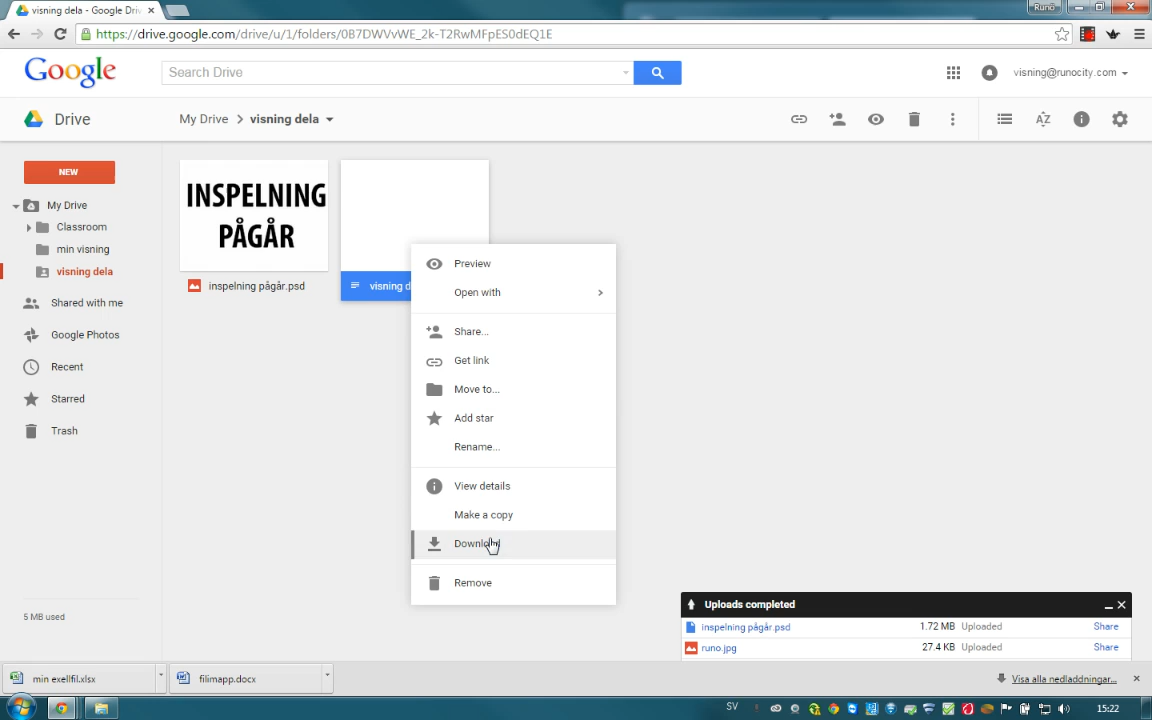 visning dela - Google Driv
Runö
https://drive.google.com/drive/u/1/folders/0B7DWVvWE_2k-T2RwMFpES0dEQ1E
Google
Search Drive
visning@runocity.com
Drive
My Drive > visning dela
NEW
My Drive
Classroom
min visning
visning dela
Shared with me
Google Photos
Recent
Starred
Trash
5 MB used
INSPELNING
PÅGÅR
inspelning pågår.psd
visning d
Preview
Open with
Share...
Get link
Move to...
Add star
Rename...
View details
Make a copy
Download
Remove
Uploads completed
inspelning pågår.psd 1.72 MB Uploaded Share
runo.jpg 27.4 KB Uploaded Share
min exellfil.xlsx
filimapp.docx
Visa alla nedladdningar...
SV
15:22